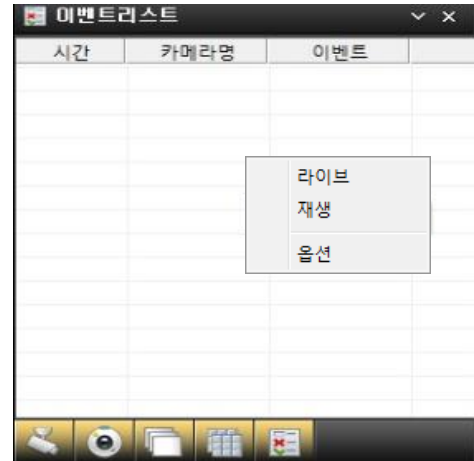 이벤트리스트
시간 카메라명 이벤트
라이브
재생
옵션